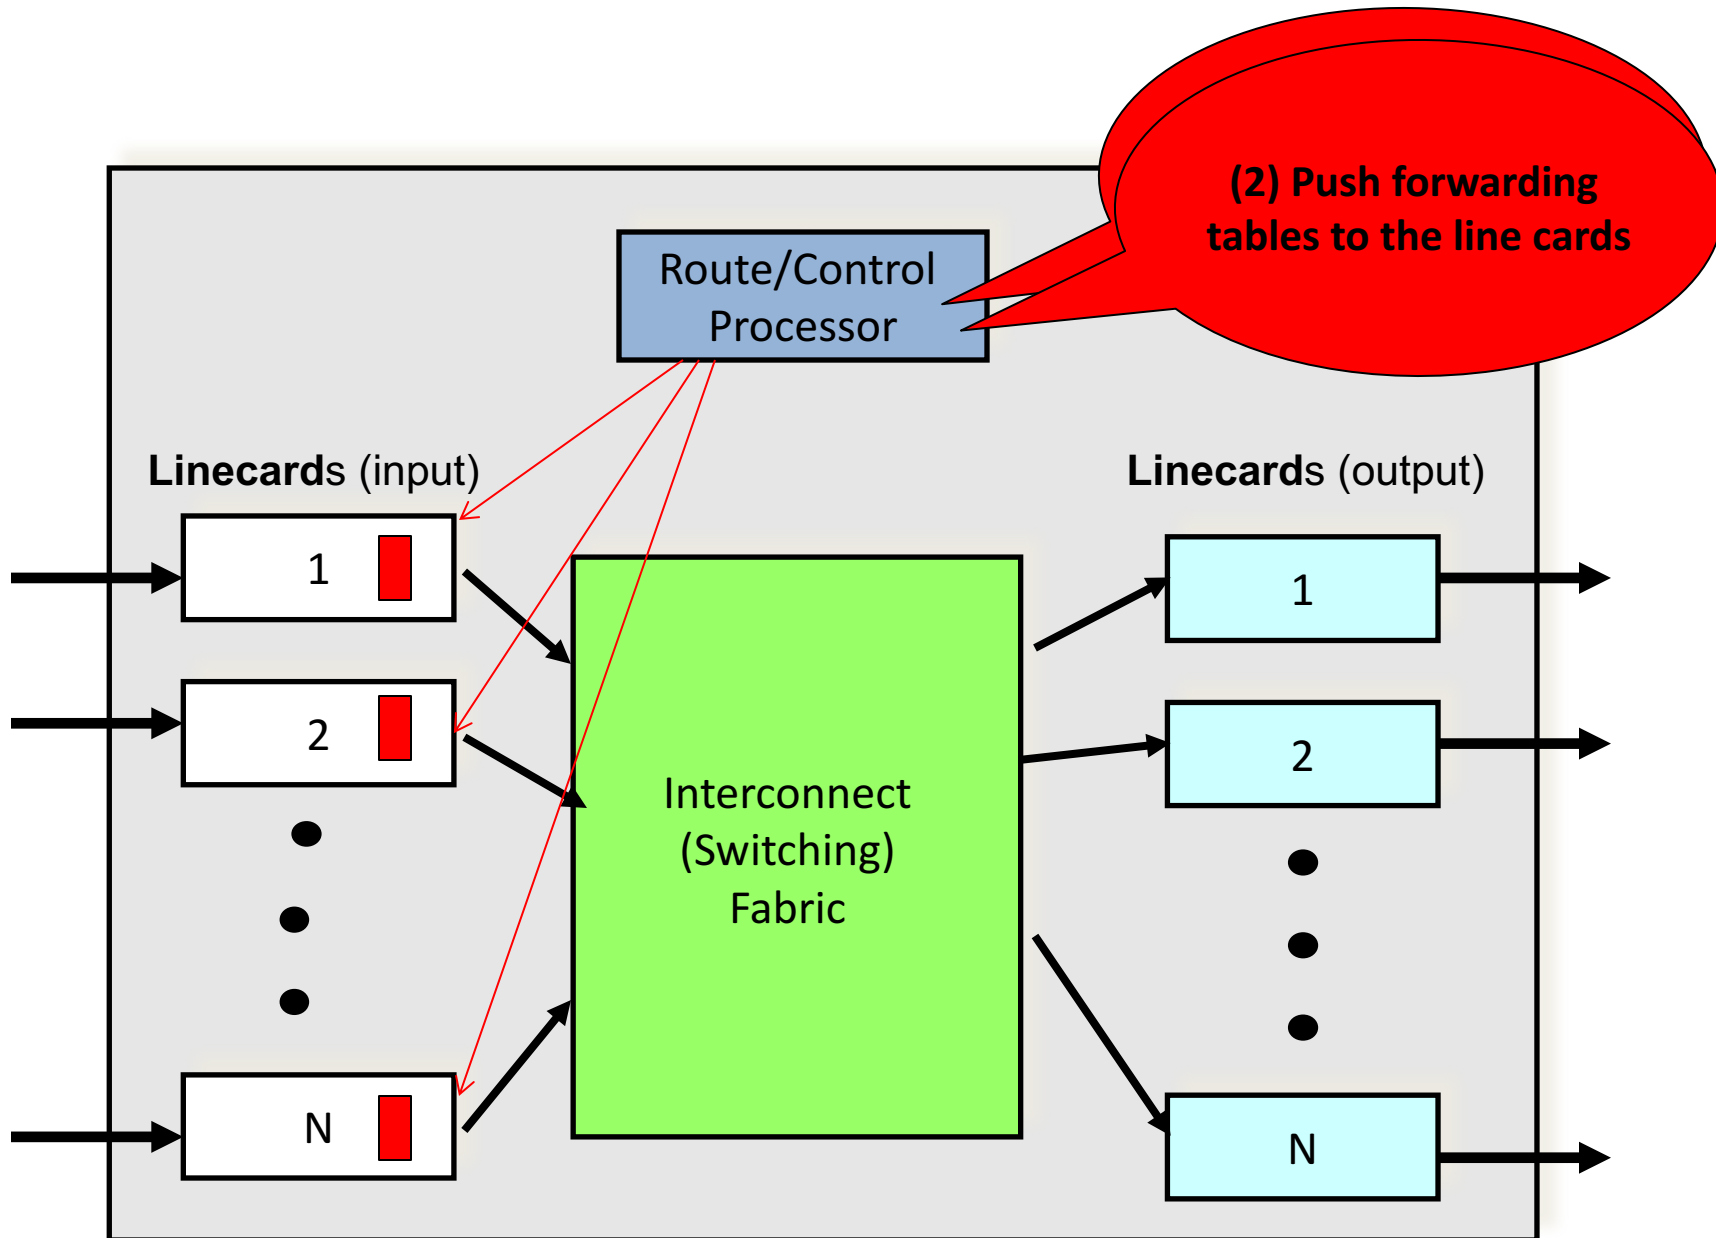 (2) Push forwarding
tables to the line cards
Route/Control
Processor
Linecards (input)
Linecards (output)
1
2
N
Interconnect
(Switching)
Fabric
1
2
N